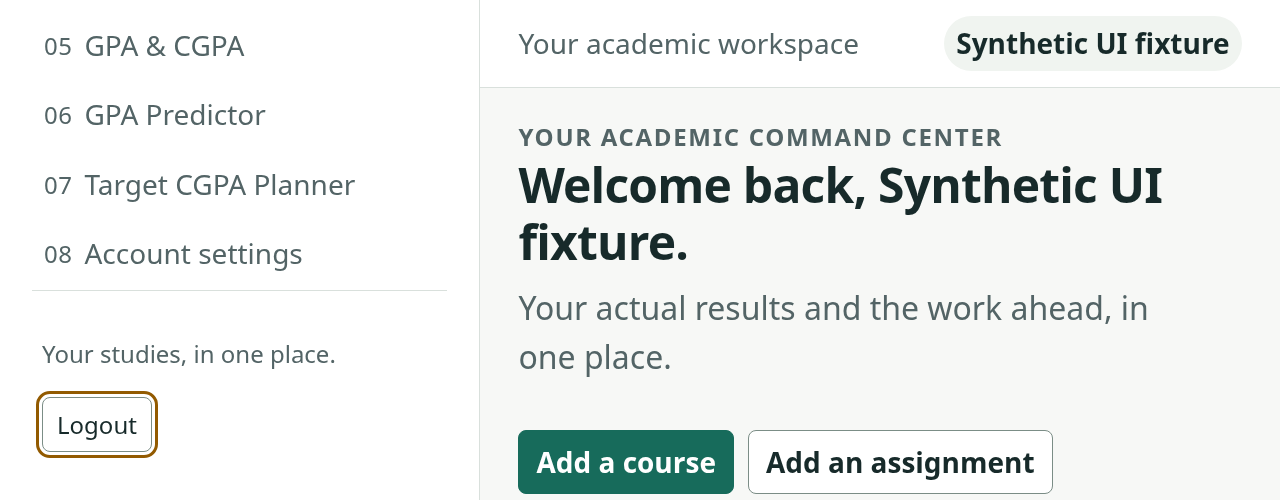 05 GPA & CGPA
06 GPA Predictor
07 Target CGPA Planner
08 Account settings
Your studies, in one place.
Logout
Your academic workspace
Synthetic UI fixture
YOUR ACADEMIC COMMAND CENTER
Welcome back, Synthetic UI
fixture.
Your actual results and the work ahead, in
one place.
Add a course
Add an assignment